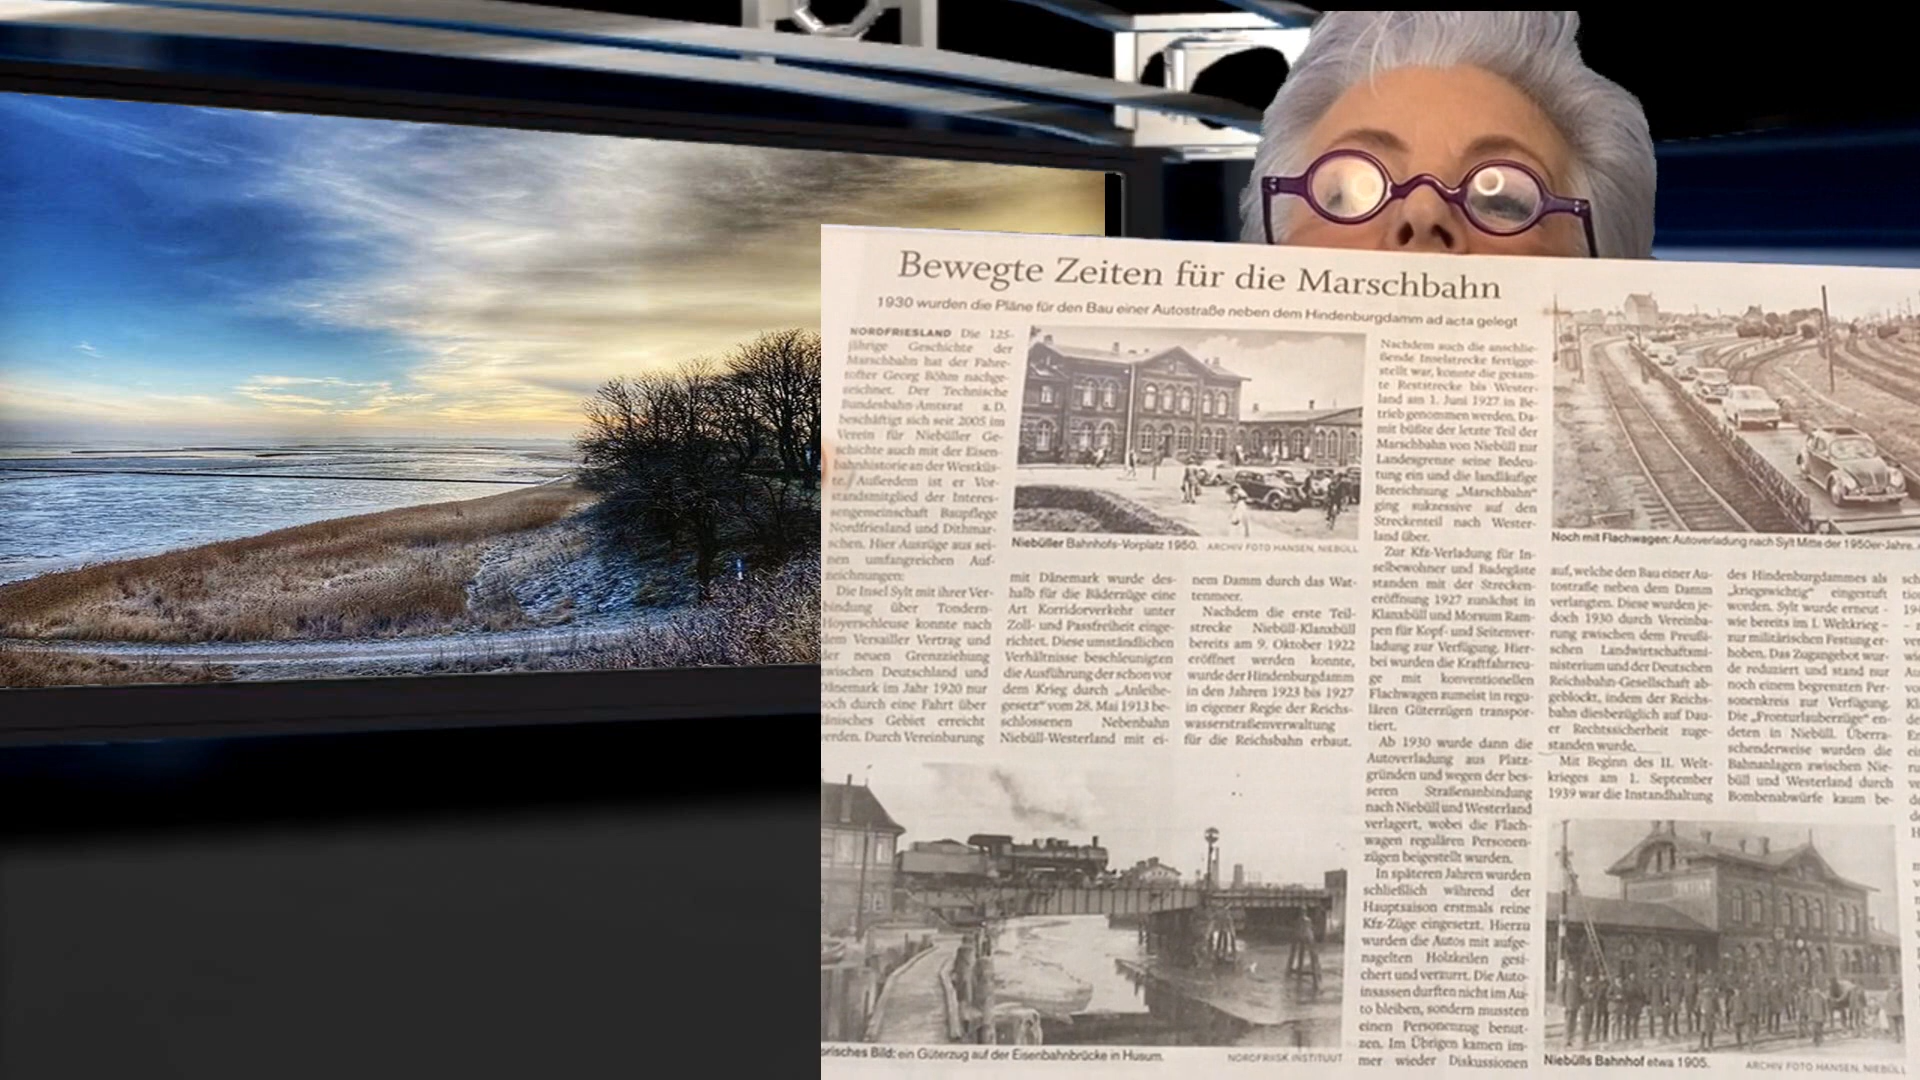 Bewegte Zeiten für die Marschbahn
1930 wurden die Pläne für den Bau einer Autostraße neben dem Hindenburgdamm ad acta gelegt
NORDFRIESLAND Die 125-
jährige Geschichte der
Marschbahn hat der Fahre-
tofter Georg Böhm nachge-
zeichnet. Der Technische
Bundesbahn-Amtsrat a.D.
beschäftigt sich seit 2005 im
Verein für Niebüller Ge-
schichte auch mit der Eisen-
bahnhistorie an der Westküs-
te. Außerdem ist er Vor-
standsmitglied der Interes-
sengemeinschaft Baupflege
Nordfriesland und Dithmar-
schen. Hier Auszüge aus sei-
nen umfangreichen Auf-
zeichnungen:
Die Insel Sylt mit ihrer Ver-
bindung über Tondern-
Hoyerschleuse konnte nach
dem Versailler Vertrag und
der neuen Grenzziehung
zwischen Deutschland und
Dänemark im Jahr 1920 nur
noch durch eine Fahrt über
dänisches Gebiet erreicht
werden. Durch Vereinbarung
Niebüller Bahnhofs-Vorplatz 1950. ARCHIV FOTO HANSEN, NIEBÜLL
mit Dänemark wurde des-
halb für die Bäderzüge eine
Art Korridorverkehr unter
Zoll- und Passfreiheit einge-
richtet. Diese umständlichen
Verhältnisse beschleunigten
die Ausführung der schon vor
dem Krieg durch „Anleihe-
gesetz“ vom 28. Mai 1913 be-
schlossenen Nebenbahn
Niebüll-Westerland mit ei-
nem Damm durch das Wat-
tenmeer.
Nachdem die erste Teil-
strecke Niebüll-Klanxbüll
bereits am 9. Oktober 1922
eröffnet werden konnte,
wurde der Hindenburgdamm
in den Jahren 1923 bis 1927
in eigener Regie der Reichs-
wasserstraßenverwaltung
für die Reichsbahn erbaut.
Nachdem auch die anschlie-
ßende Inselstrecke fertigge-
stellt war, konnte die gesam-
te Reststrecke bis Wester-
land am 1. Juni 1927 in Be-
trieb genommen werden. Da-
mit büßte der letzte Teil der
Marschbahn von Niebüll zur
Landesgrenze seine Bedeu-
tung ein und die landläufige
Bezeichnung „Marschbahn“
ging sukzessive auf den
Streckenteil nach Wester-
land über.
Zur Kfz-Verladung für In-
selbewohner und Badegäste
standen mit der Strecken-
eröffnung 1927 zunächst in
Klanxbüll und Morsum Ram-
pen für Kopf- und Seitenver-
ladung zur Verfügung. Hier-
bei wurden die Kraftfahrzeu-
ge mit konventionellen
Flachwagen zumeist in regu-
lären Güterzügen transpor-
tiert.
Ab 1930 wurde dann die
Autoverladung aus Platz-
gründen und wegen der bes-
seren Straßenanbindung
nach Niebüll und Westerland
verlagert, wobei die Flach-
wagen regulären Personen-
zügen beigestellt wurden.
In späteren Jahren wurden
schließlich während der
Hauptsaison erstmals reine
Kfz-Züge eingesetzt. Hierzu
wurden die Autos mit aufge-
nagelten Holzkeilen gesi-
chert und verzurrt. Die Auto-
insassen durften nicht im Au-
to bleiben, sondern mussten
einen Personenzug benut-
zen. Im Übrigen kamen im-
mer wieder Diskussionen
Noch mit Flachwagen: Autoverladung nach Sylt Mitte der 1950er-Jahre.
auf, welche den Bau einer Au-
tostraße neben dem Damm
verlangten. Diese wurden je-
doch 1930 durch Vereinba-
rung zwischen dem Preußi-
schen Landwirtschaftsmi-
nisterium und der Deutschen
Reichsbahn-Gesellschaft ab-
geblockt, indem der Reichs-
bahn diesbezüglich auf Dau-
er Rechtssicherheit zuge-
standen wurde.
Mit Beginn des II. Welt-
krieges am 1. September
1939 war die Instandhaltung
des Hindenburgdammes als
„kriegswichtig“ eingestuft
worden. Sylt wurde erneut -
wie bereits im I. Weltkrieg -
zur militärischen Festung er-
hoben. Das Zugangebot wur-
de reduziert und stand nur
noch einem begrenzten Per-
sonenkreis zur Verfügung.
Die „Fronturlauberzüge“ en-
deten in Niebüll. Überra-
schenderweise wurden die
Bahnanlagen zwischen Nie-
büll und Westerland durch
Bombenabwürfe kaum be-
orisches Bild: ein Güterzug auf der Eisenbahnbrücke in Husum. NORDFRIISK INSTITUUT
Niebülls Bahnhof etwa 1905. ARCHIV FOTO HANSEN, NIEBÜLL